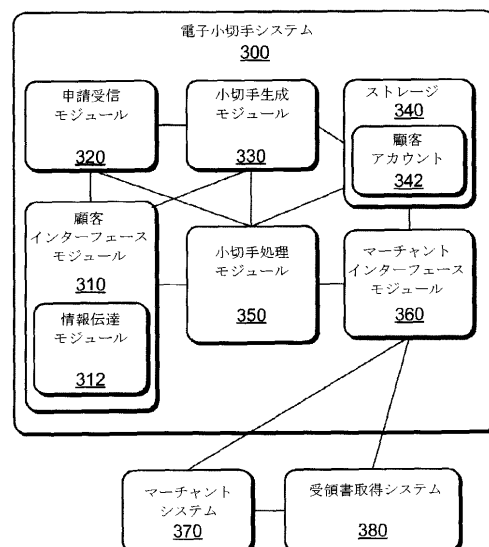 電子小切手システム
300
申請受信
モジュール
320
小切手生成
モジュール
330
ストレージ
340
顧客
アカウント
342
顧客
インターフェース
モジュール
310
情報伝達
モジュール
312
小切手処理
モジュール
350
マーチャント
インターフェース
モジュール
360
マーチャント
システム
370
受領書取得システム
380